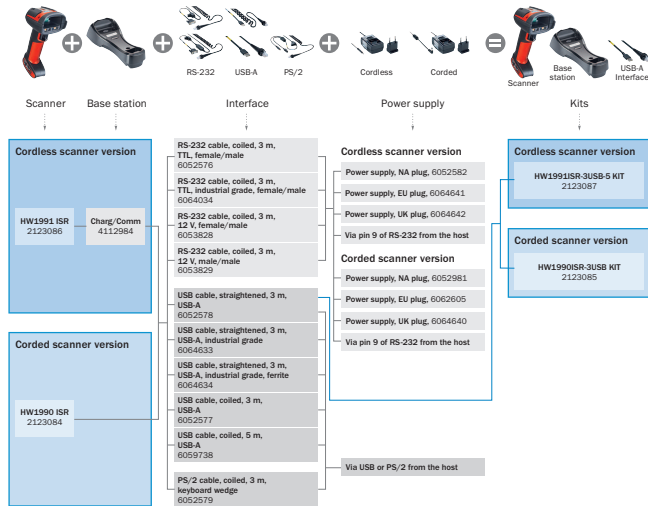 RS-232
USB-A
PS/2
Cordless
Corded
Scanner
Base
station
USB-A
Interface
Scanner
Base station
Interface
Power supply
Kits
Cordless scanner version
HW1991 ISR
2123086
Charg/Comm
4112984
Corded scanner version
HW1990 ISR
2123084
RS-232 cable, coiled, 3 m,
TTL, female/male
6052576
RS-232 cable, coiled, 3 m,
TTL, industrial grade, female/male
6064034
RS-232 cable, coiled, 3 m,
12 V, female/male
6053828
RS-232 cable, coiled, 3 m,
12 V, male/male
6053829
USB cable, straightened, 3 m,
USB-A
6052578
USB cable, straightened, 3 m,
USB-A, industrial grade
6064633
USB cable, straightened, 3 m,
USB-A, industrial grade, ferrite
6064634
USB cable, coiled, 3 m,
USB-A
6052577
USB cable, coiled, 5 m,
USB-A
6059738
PS/2 cable, coiled, 3 m,
keyboard wedge
6052579
Cordless scanner version
Power supply, NA plug, 6052582
Power supply, EU plug, 6064641
Power supply, UK plug, 6064642
Via pin 9 of RS-232 from the host
Corded scanner version
Power supply, NA plug, 6052981
Power supply, EU plug, 6062605
Power supply, UK plug, 6064640
Via pin 9 of RS-232 from the host
Via USB or PS/2 from the host
Cordless scanner version
HW1991ISR-3USB-5 KIT
2123087
Corded scanner version
HW1990ISR-3USB KIT
2123085